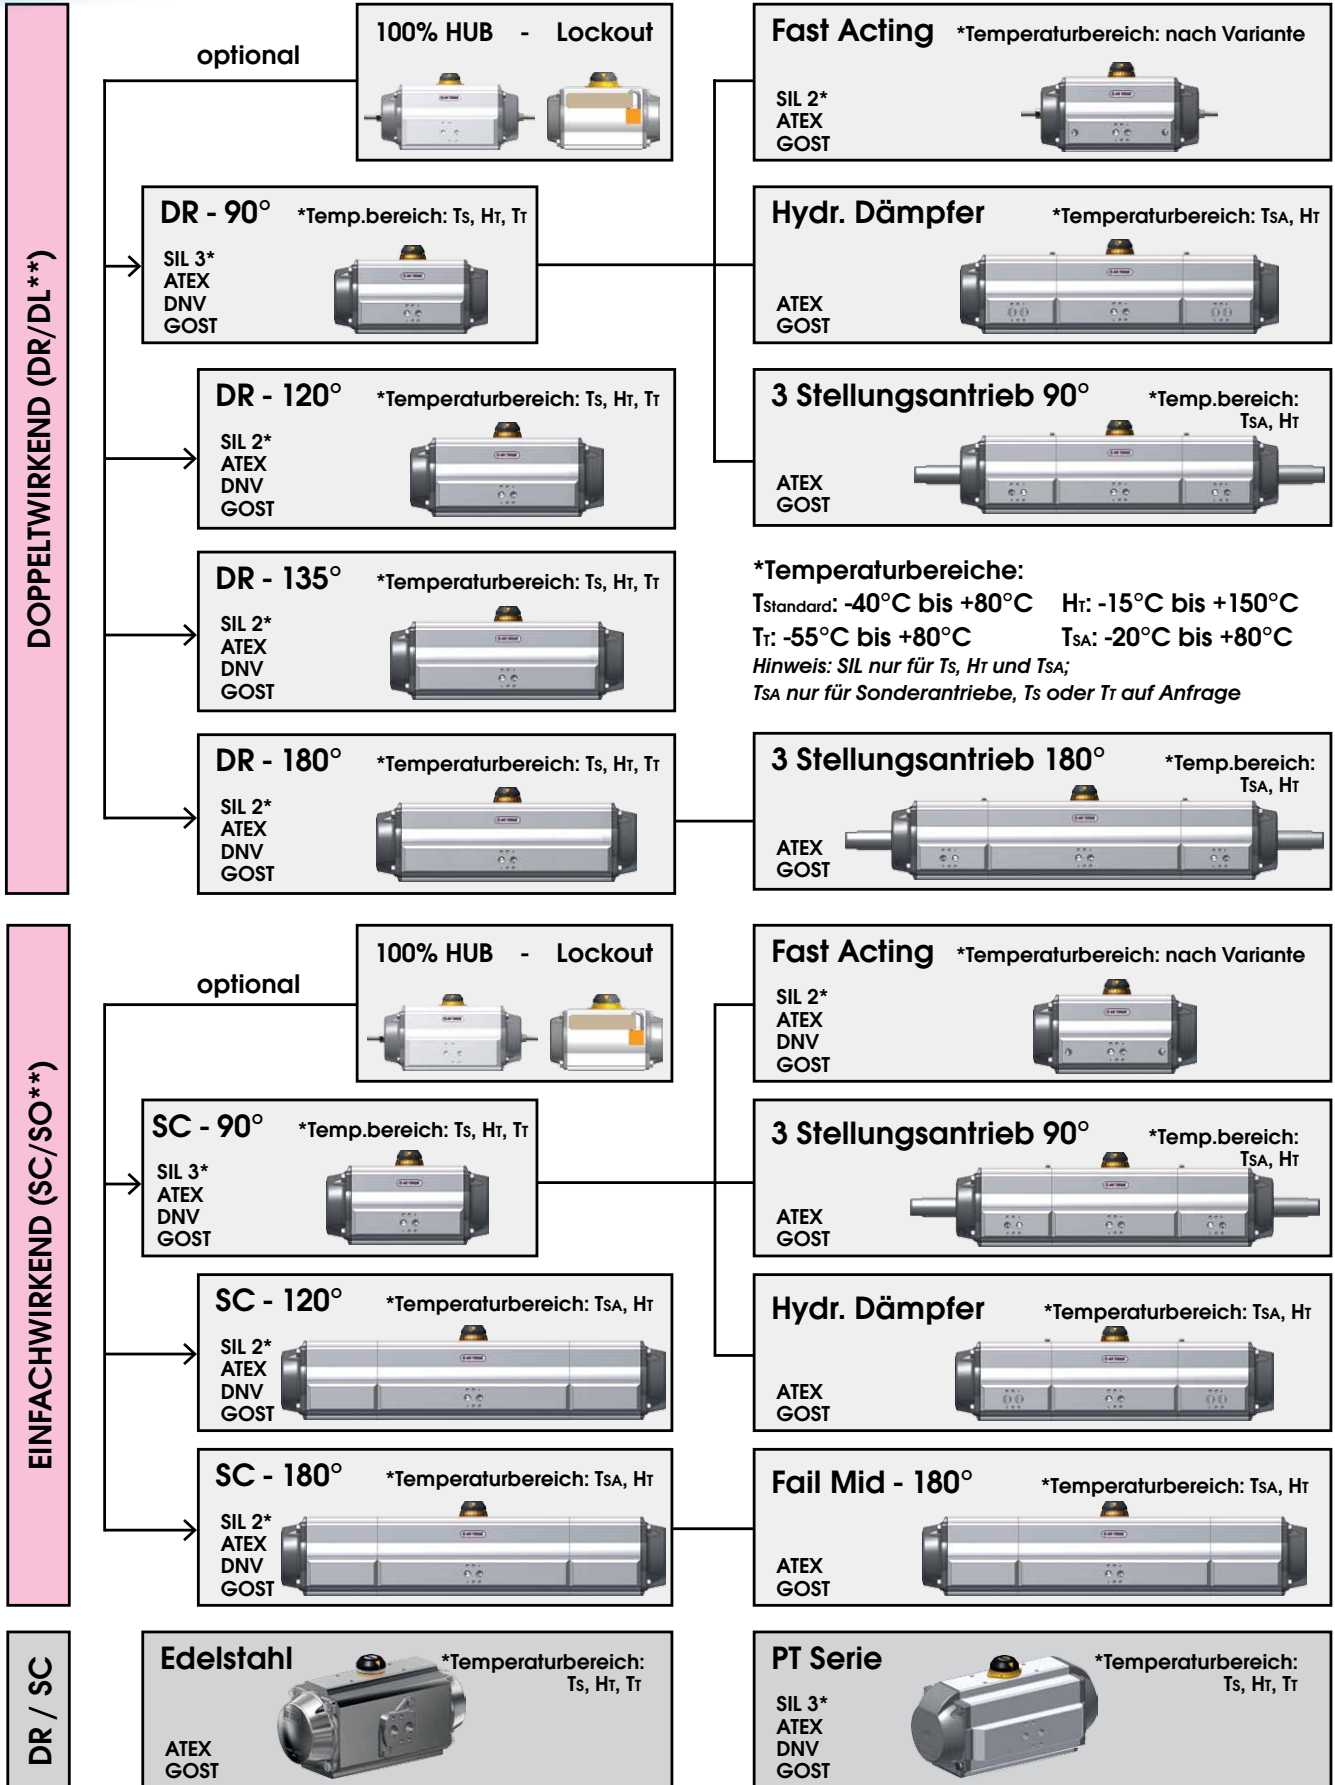 DOPPELTWIRKEND (DR/DL**)
optional
100% HUB - Lockout
DR - 90° *Temp.bereich: Ts, HT, TT
SIL 3*
ATEX
DNV
GOST
DR - 120° *Temperaturbereich: Ts, HT, TT
SIL 2*
ATEX
DNV
GOST
DR - 135° *Temperaturbereich: Ts, HT, TT
SIL 2*
ATEX
DNV
GOST
DR - 180° *Temperaturbereich: Ts, HT, TT
SIL 2*
ATEX
DNV
GOST
Fast Acting *Temperaturbereich: nach Variante
SIL 2*
ATEX
GOST
Hydr. Dämpfer *Temperaturbereich: TSA, HT
ATEX
GOST
3 Stellungsantrieb 90° *Temp.bereich:
TSA, HT
ATEX
GOST
*Temperaturbereiche:
TStandard: -40°C bis +80°C HT: -15°C bis +150°C
TT: -55°C bis +80°C TSA: -20°C bis +80°C
Hinweis: SIL nur für Ts, HT und TSA;
TSA nur für Sonderantriebe, Ts oder TT auf Anfrage
3 Stellungsantrieb 180° *Temp.bereich:
TSA, HT
ATEX
GOST
EINFACHWIRKEND (SC/SO**)
optional
100% HUB - Lockout
SC - 90° *Temp.bereich: Ts, HT, TT
SIL 3*
ATEX
DNV
GOST
SC - 120° *Temperaturbereich: TSA, HT
SIL 2*
ATEX
DNV
GOST
SC - 180° *Temperaturbereich: TSA, HT
SIL 2*
ATEX
DNV
GOST
Fast Acting *Temperaturbereich: nach Variante
SIL 2*
ATEX
DNV
GOST
3 Stellungsantrieb 90° *Temp.bereich:
TSA, HT
ATEX
GOST
Hydr. Dämpfer *Temperaturbereich: TSA, HT
ATEX
GOST
Fail Mid - 180° *Temperaturbereich: TSA, HT
ATEX
GOST
DR / SC
Edelstahl *Temperaturbereich:
Ts, HT, TT
ATEX
GOST
PT Serie *Temperaturbereich:
Ts, HT, TT
SIL 3*
ATEX
DNV
GOST